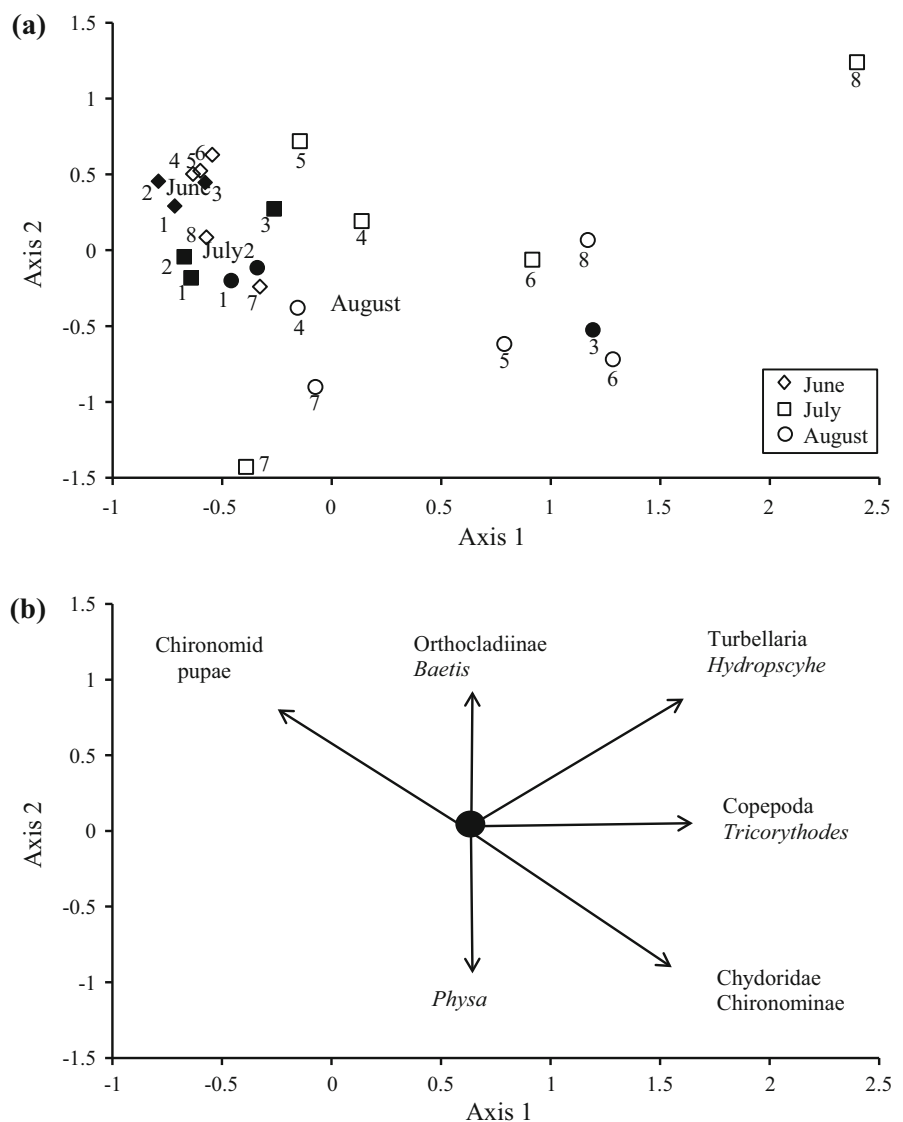 (a)
1.5
1
0.5
0
-0.5
-1
-1.5
Axis 2
8
6
5
4
5
2
June
3
1
3
4
8
July2
2
1
1
7
August
4
6
8
5
3
6
7
7
June
July
August
-1
-0.5
0
0.5
1
1.5
2
2.5
Axis 1
(b)
1.5
1
0.5
0
-0.5
-1
-1.5
Axis 2
Chironomid
pupae
Orthocladiinae
Baetis
Turbellaria
Hydropscyhe
Copepoda
Tricorythodes
Chydoridae
Chironominae
Physa
-1
-0.5
0
0.5
1
1.5
2
2.5
Axis 1